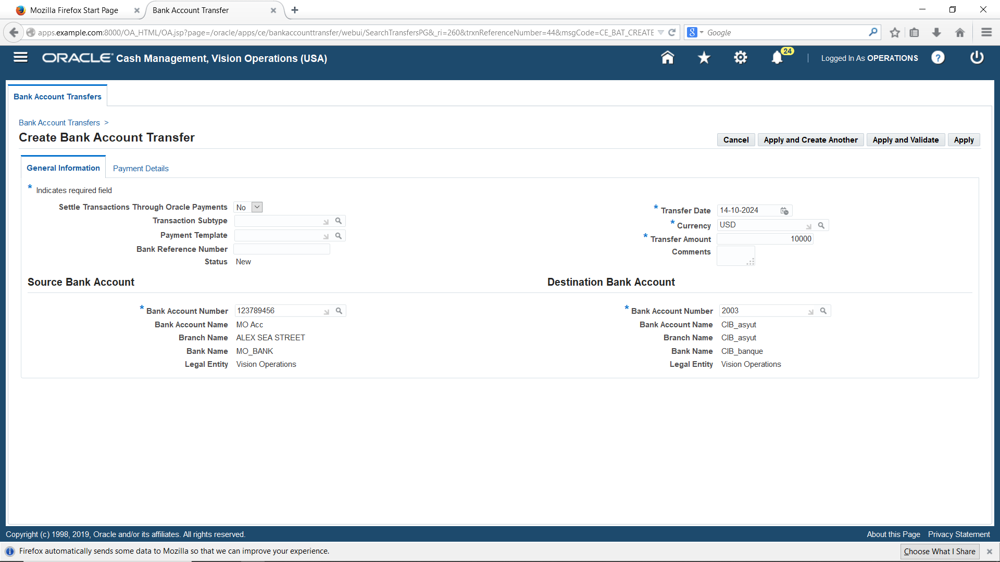 Mozilla Firefox Start Page
Bank Account Transfer
apps.example.com:8000/OA_HTML/OA.jsp?page=/oracle/apps/ce/bankaccounttransfer/webui/SearchTransfersPG&_ri=260&trxnReferenceNumber=44&msgCode=CE_BAT_CREATE
8 Google
ORACLE® Cash Management, Vision Operations (USA)
24
Logged In As OPERATIONS
?
Bank Account Transfers
Bank Account Transfers >
Create Bank Account Transfer
Cancel
Apply and Create Another
Apply and Validate
Apply
General Information
Payment Details
* Indicates required field
Settle Transactions Through Oracle Payments No
Transaction Subtype
Payment Template
Bank Reference Number
Status New
* Transfer Date 14-10-2024
* Currency USD
* Transfer Amount 10000
Comments
Source Bank Account
* Bank Account Number 123789456
Bank Account Name MO Acc
Branch Name ALEX SEA STREET
Bank Name MO_BANK
Legal Entity Vision Operations
Destination Bank Account
* Bank Account Number 2003
Bank Account Name CIB_asyut
Branch Name CIB_asyut
Bank Name CIB_banque
Legal Entity Vision Operations
Copyright (c) 1998, 2019, Oracle and/or its affiliates. All rights reserved.
About this Page
Privacy Statement
Firefox automatically sends some data to Mozilla so that we can improve your experience.
Choose What I Share